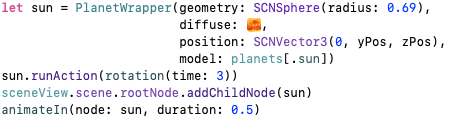 let sun = PlanetWrapper(geometry: SCNSphere(radius: 0.69),
diffuse: ,
position: SCNVector3(0, yPos, zPos),
model: planets[.sun])
sun.runAction(rotation(time: 3))
sceneView.scene.rootNode.addChildNode(sun)
animateIn(node: sun, duration: 0.5)